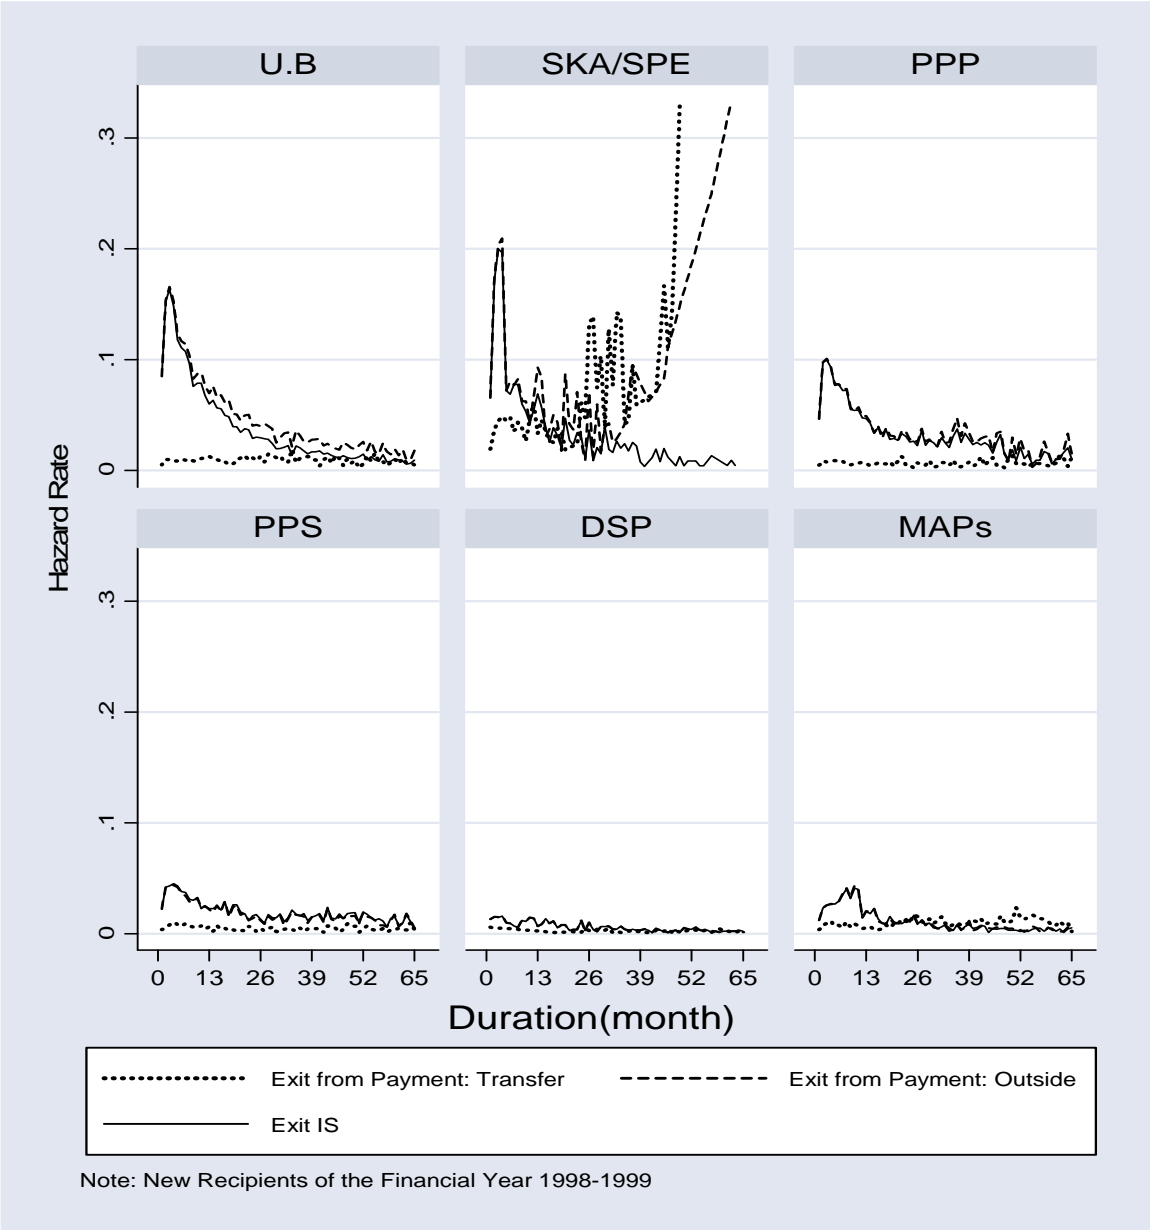 U.B SKA/SPE PPP
.3
.2
.1
0
PPS DSP MAPs
.3
.2
.1
0
Hazard Rate
0 13 26 39 52 65 0 13 26 39 52 65 0 13 26 39 52 65
Duration(month)
Exit from Payment: Transfer Exit from Payment: Outside
Exit IS
Note: New Recipients of the Financial Year 1998-1999